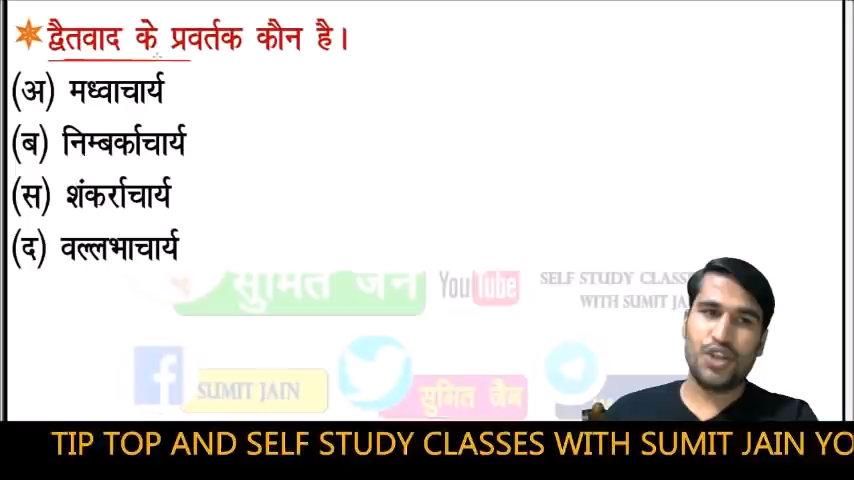 द्वैतवाद के प्रवर्तक कौन है।
(अ) मध्वाचार्य
(ब) निम्बर्काचार्य
(स) शंकर्राचार्य
(द) वल्लभाचार्य
सुमित जैन YouTube SELF STUDY CLASS
WITH SUMIT JA
f SUMIT JAIN सुमित जैन
TIP TOP AND SELF STUDY CLASSES WITH SUMIT JAIN YO